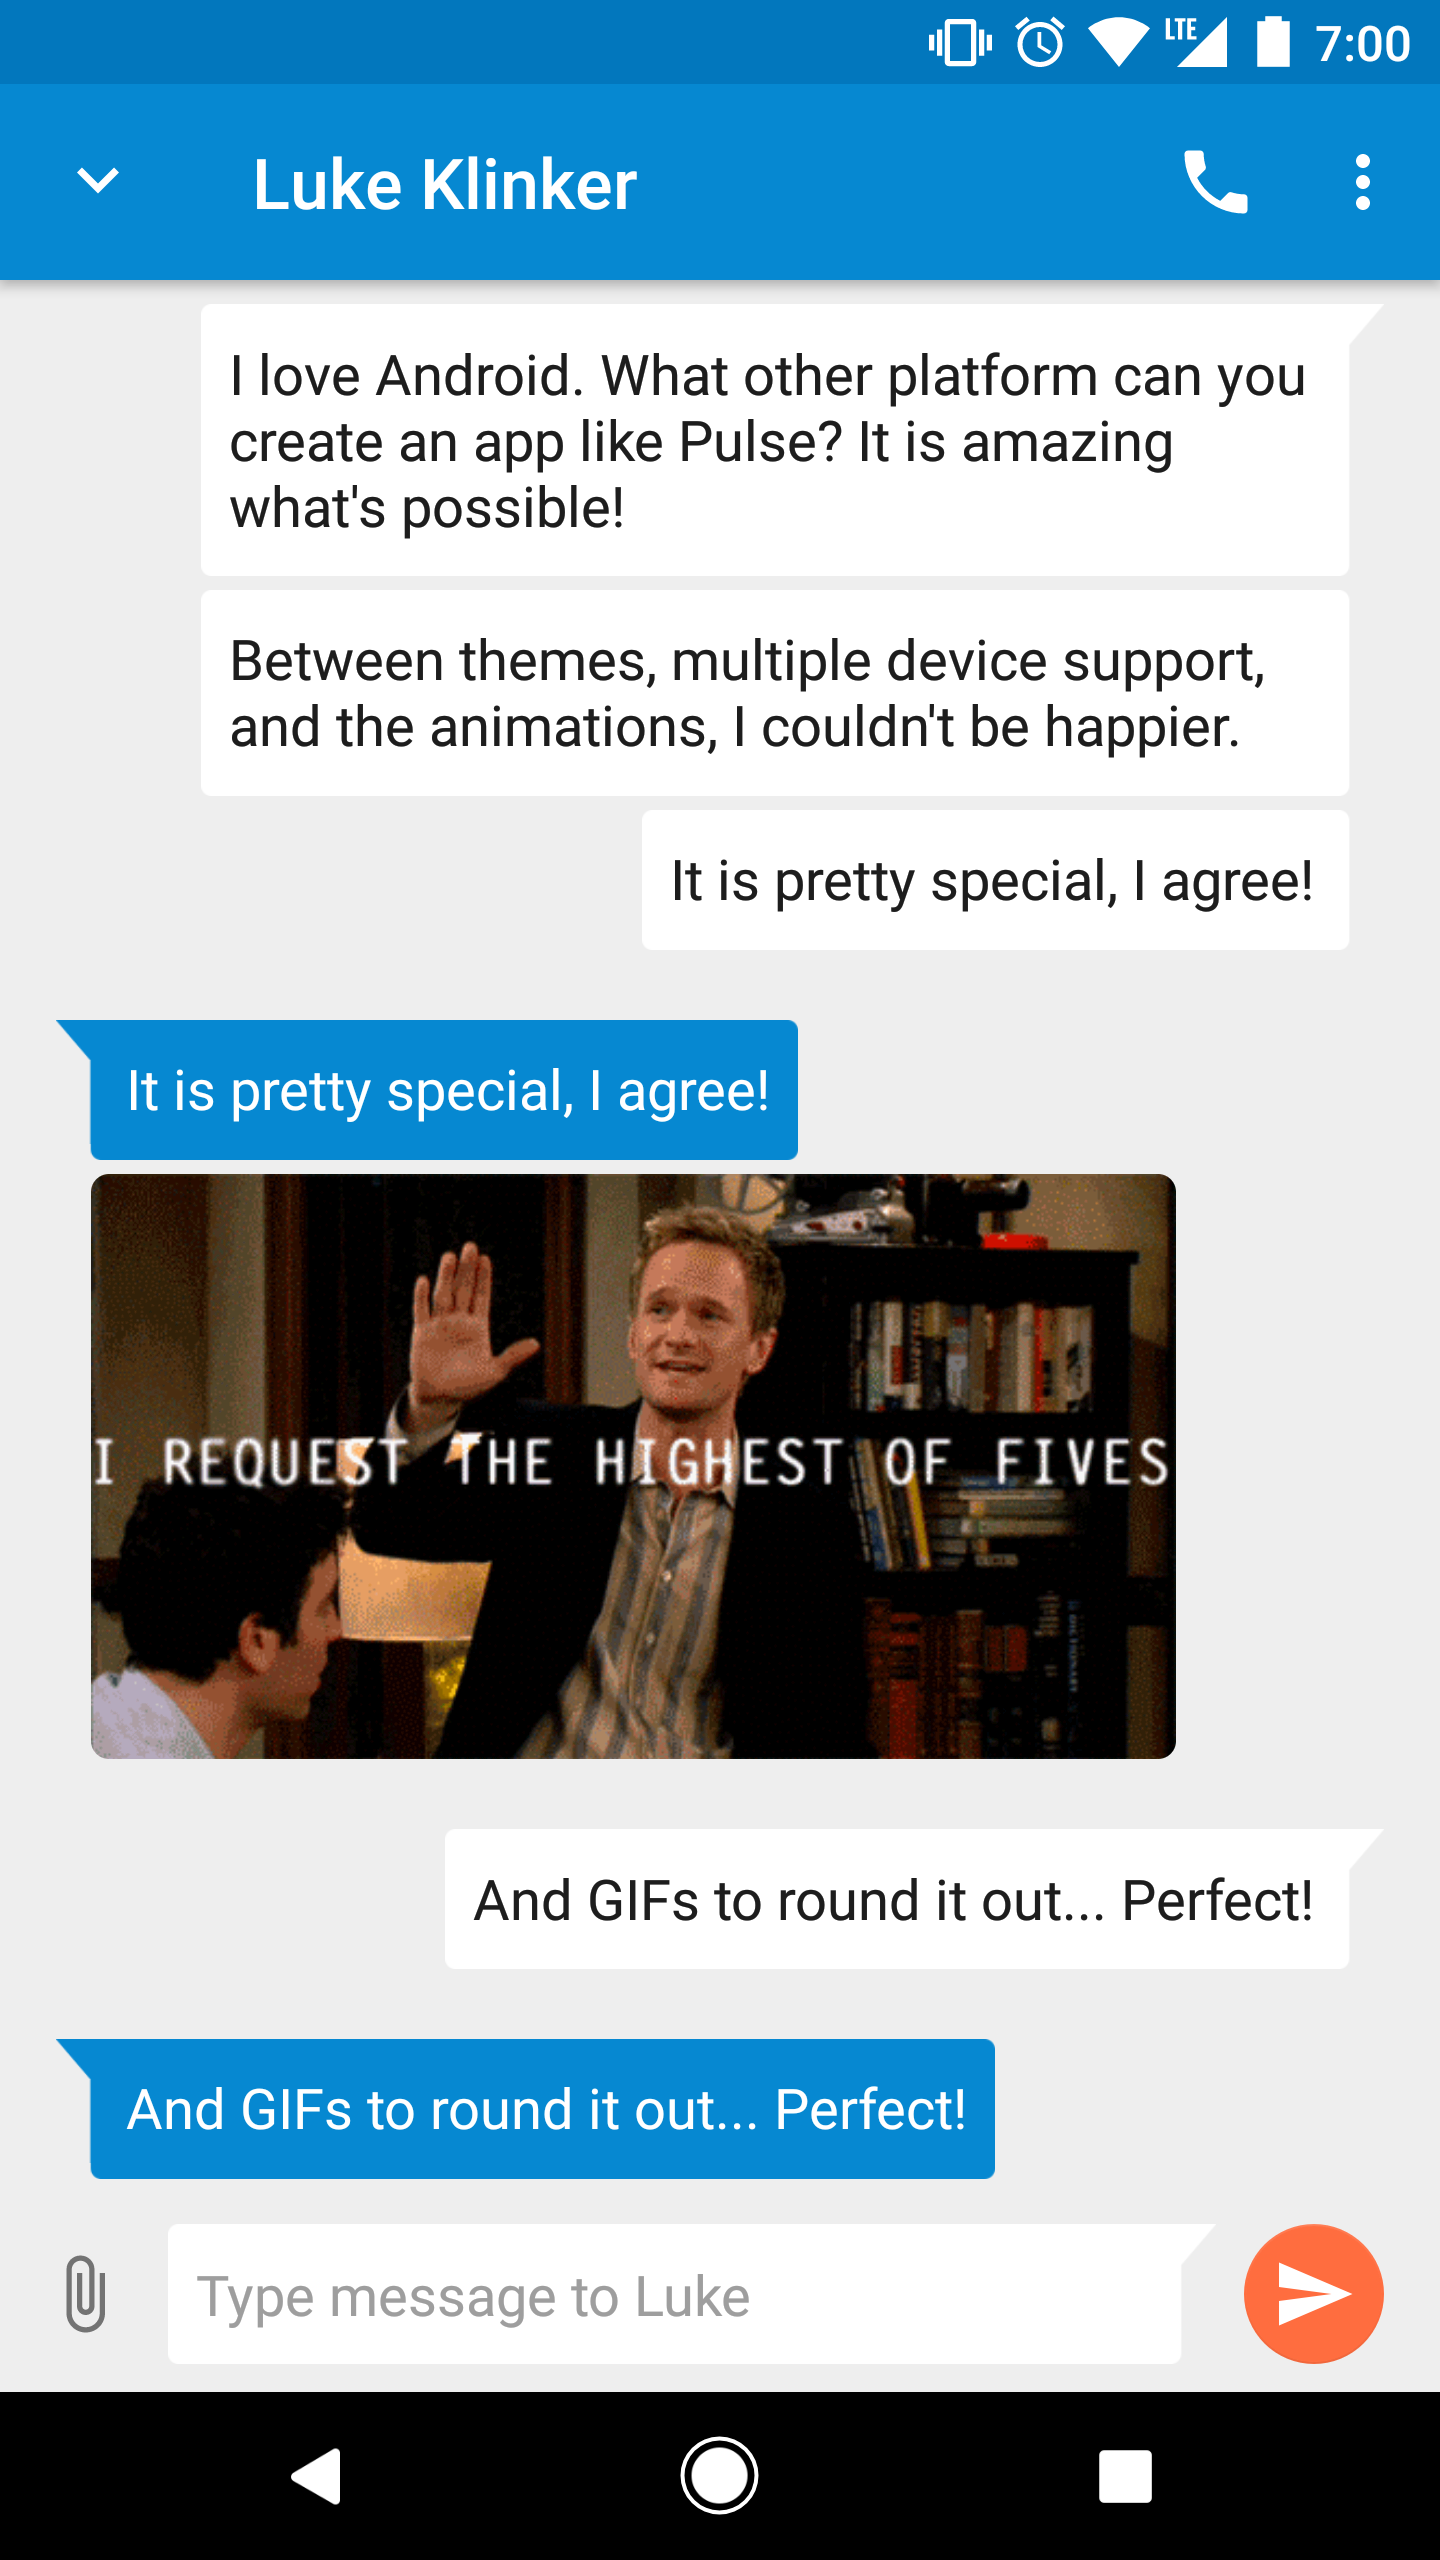 LTE 7:00
Luke Klinker
I love Android. What other platform can you
create an app like Pulse? It is amazing
what's possible!
Between themes, multiple device support,
and the animations, I couldn't be happier.
It is pretty special, I agree!
It is pretty special, I agree!
I REQUEST THE HIGHEST OF FIVES
And GIFs to round it out... Perfect!
And GIFs to round it out... Perfect!
Type message to Luke